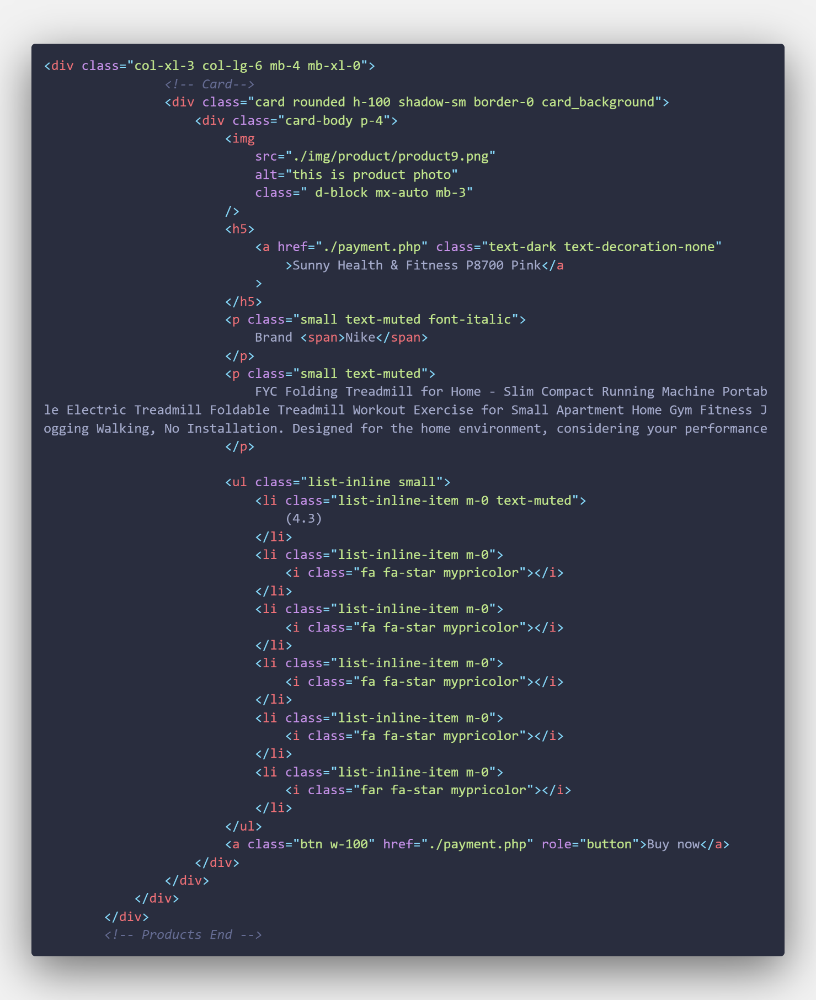 <div class="col-xl-3 col-lg-6 mb-4 mb-xl-0">
                <!-- Card-->
                <div class="card rounded h-100 shadow-sm border-0 card_background">
                    <div class="card-body p-4">
                        <img
                            src="./img/product/product9.png"
                            alt="this is product photo"
                            class=" d-block mx-auto mb-3"
                        />
                        <h5>
                            <a href="./payment.php" class="text-dark text-decoration-none"
                                >Sunny Health & Fitness P8700 Pink</a
                            >
                        </h5>
                        <p class="small text-muted font-italic">
                            Brand <span>Nike</span>
                        </p>
                        <p class="small text-muted">
                            FYC Folding Treadmill for Home - Slim Compact Running Machine Portab
le Electric Treadmill Foldable Treadmill Workout Exercise for Small Apartment Home Gym Fitness J
ogging Walking, No Installation. Designed for the home environment, considering your performance
                        </p>

                        <ul class="list-inline small">
                            <li class="list-inline-item m-0 text-muted">
                                (4.3)
                            </li>
                            <li class="list-inline-item m-0">
                                <i class="fa fa-star mypricolor"></i>
                            </li>
                            <li class="list-inline-item m-0">
                                <i class="fa fa-star mypricolor"></i>
                            </li>
                            <li class="list-inline-item m-0">
                                <i class="fa fa-star mypricolor"></i>
                            </li>
                            <li class="list-inline-item m-0">
                                <i class="fa fa-star mypricolor"></i>
                            </li>
                            <li class="list-inline-item m-0">
                                <i class="far fa-star mypricolor"></i>
                            </li>
                        </ul>
                        <a class="btn w-100" href="./payment.php" role="button">Buy now</a>
                    </div>
                </div>
            </div>
        </div>
        <!-- Products End -->